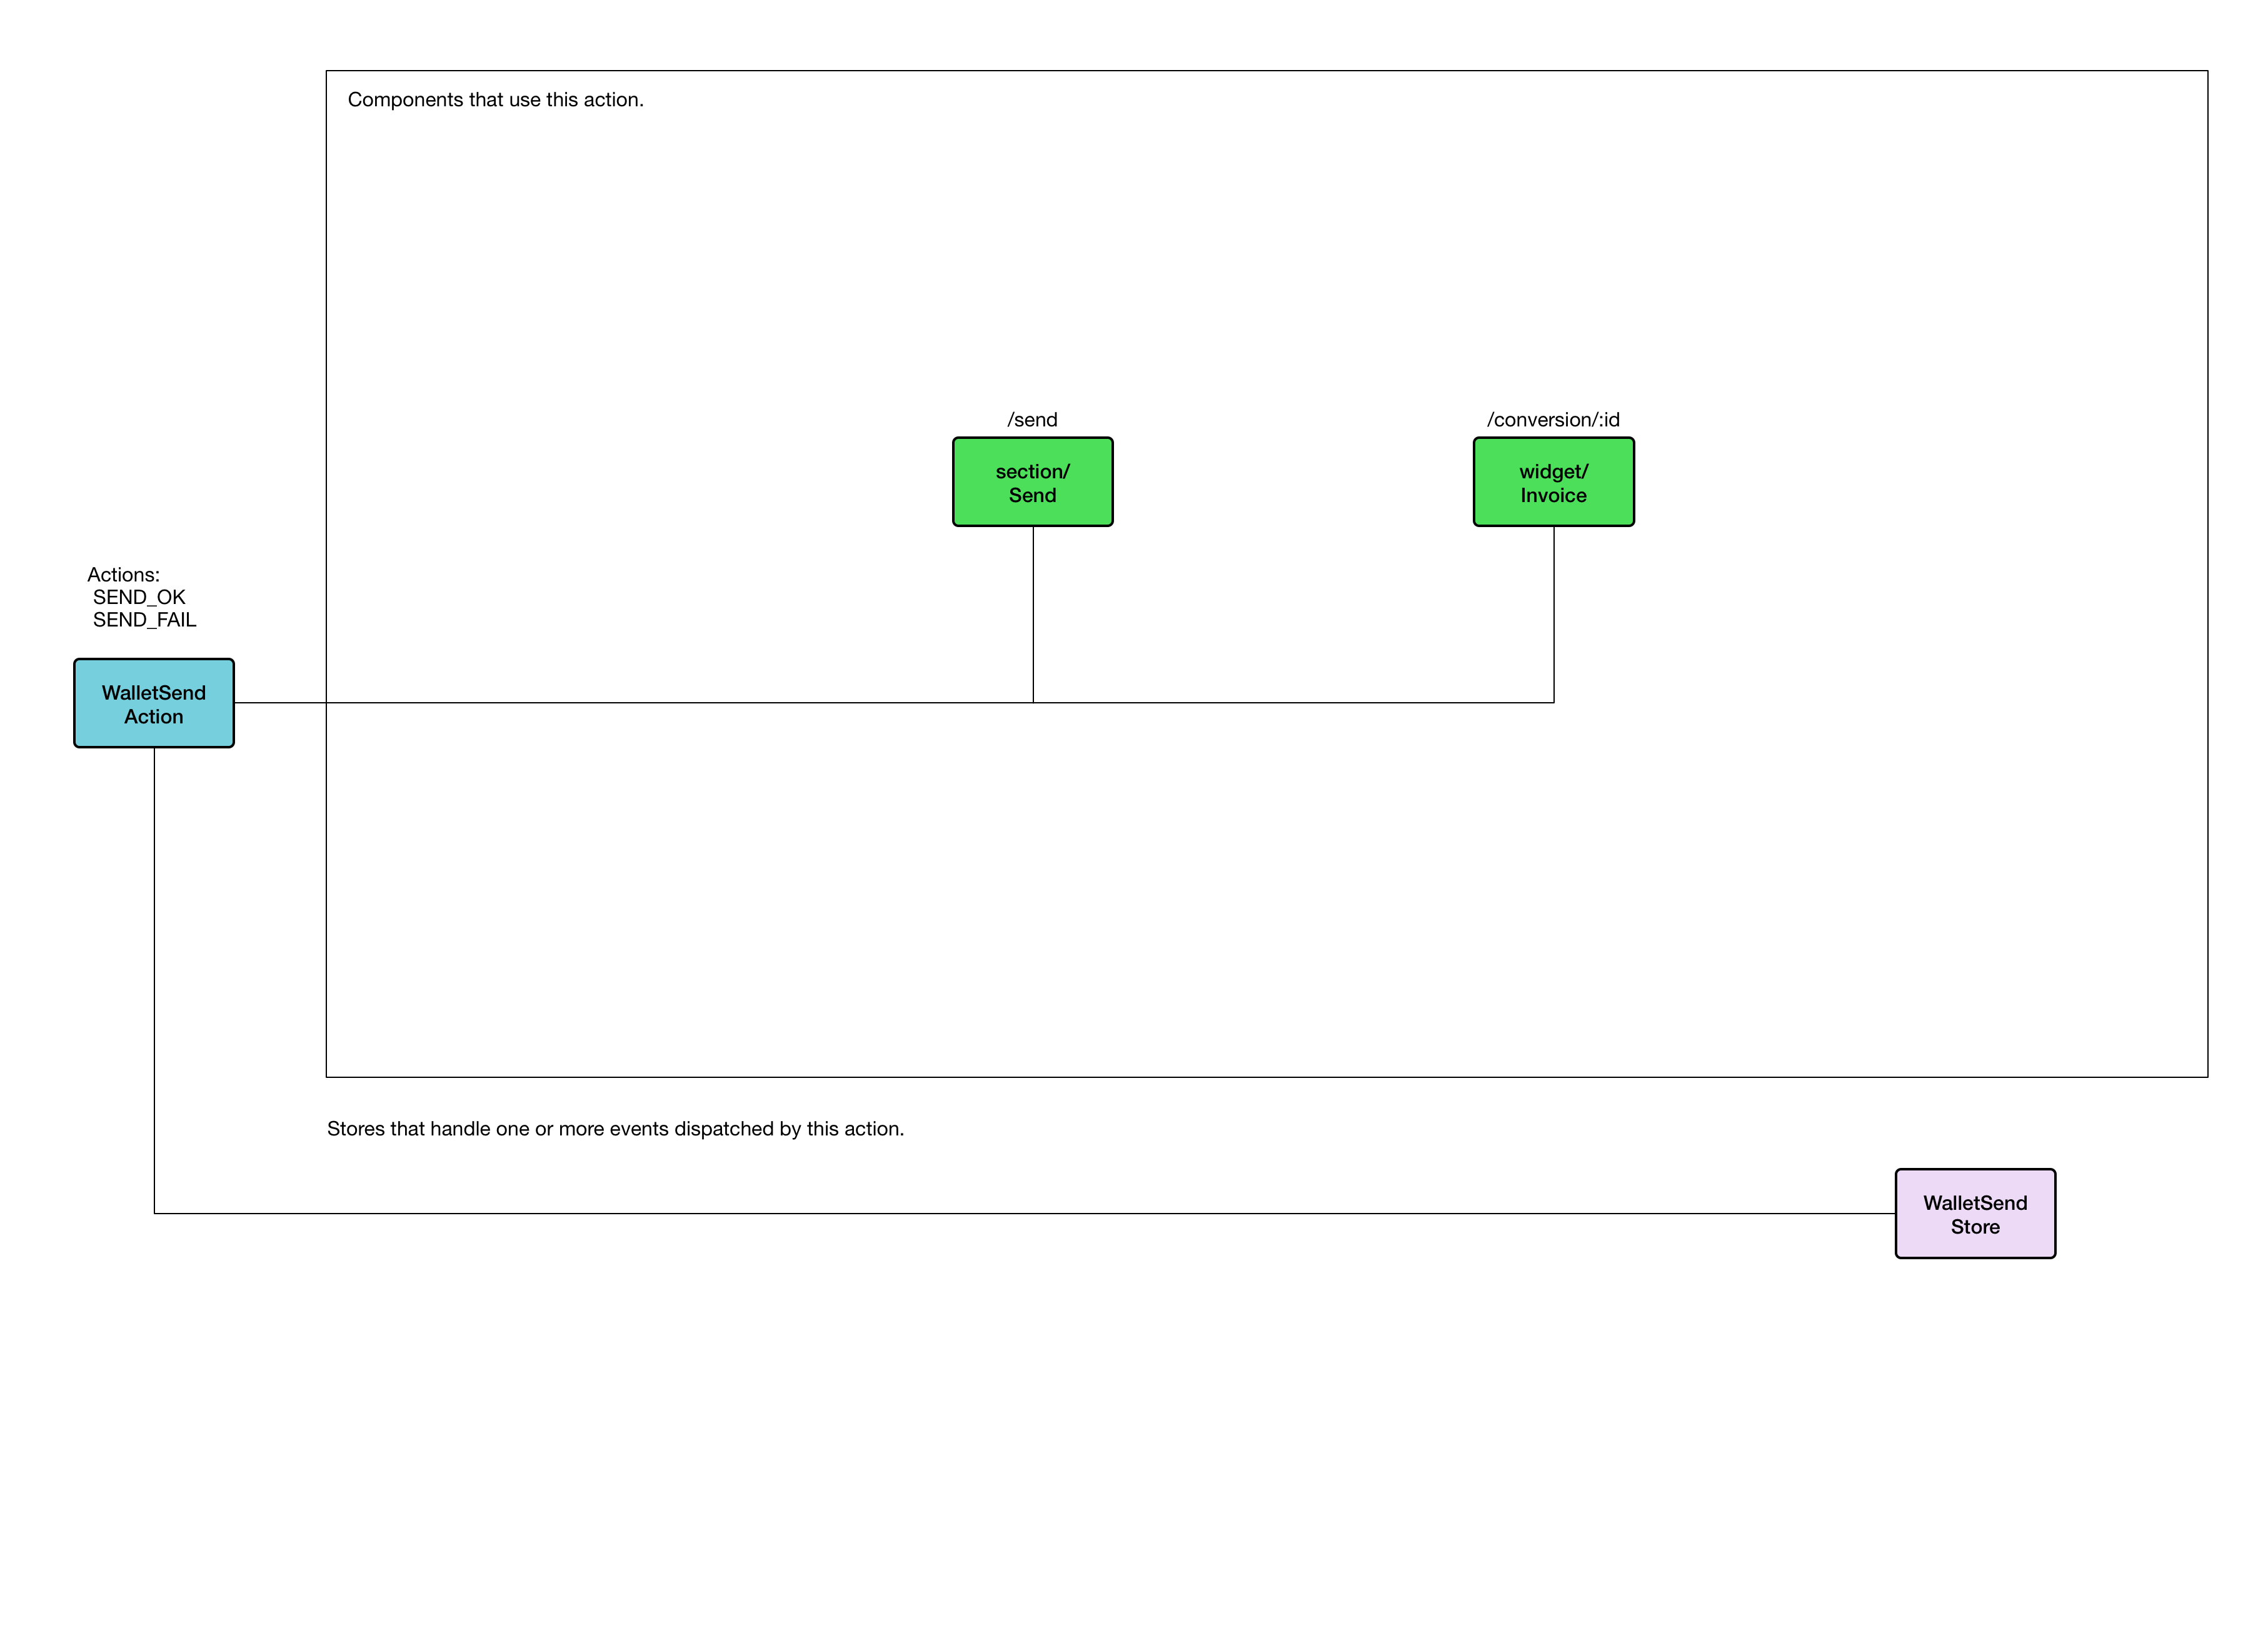 Components that use this action.
/send
section/
Send
/conversion/:id
widget/
Invoice
Actions:
SEND_OK
SEND_FAIL
WalletSend
Action
Stores that handle one or more events dispatched by this action.
WalletSend
Store